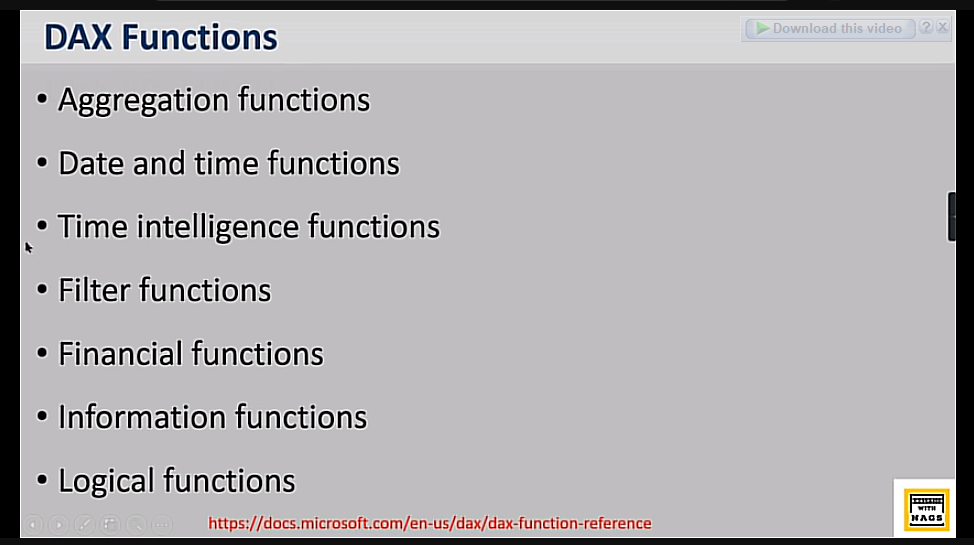 DAX Functions
Download this video ? X
• Aggregation functions
• Date and time functions
• Time intelligence functions
• Filter functions
• Financial functions
• Information functions
• Logical functions
https://docs.microsoft.com/en-us/dax/dax-function-reference
WITH
NAGS